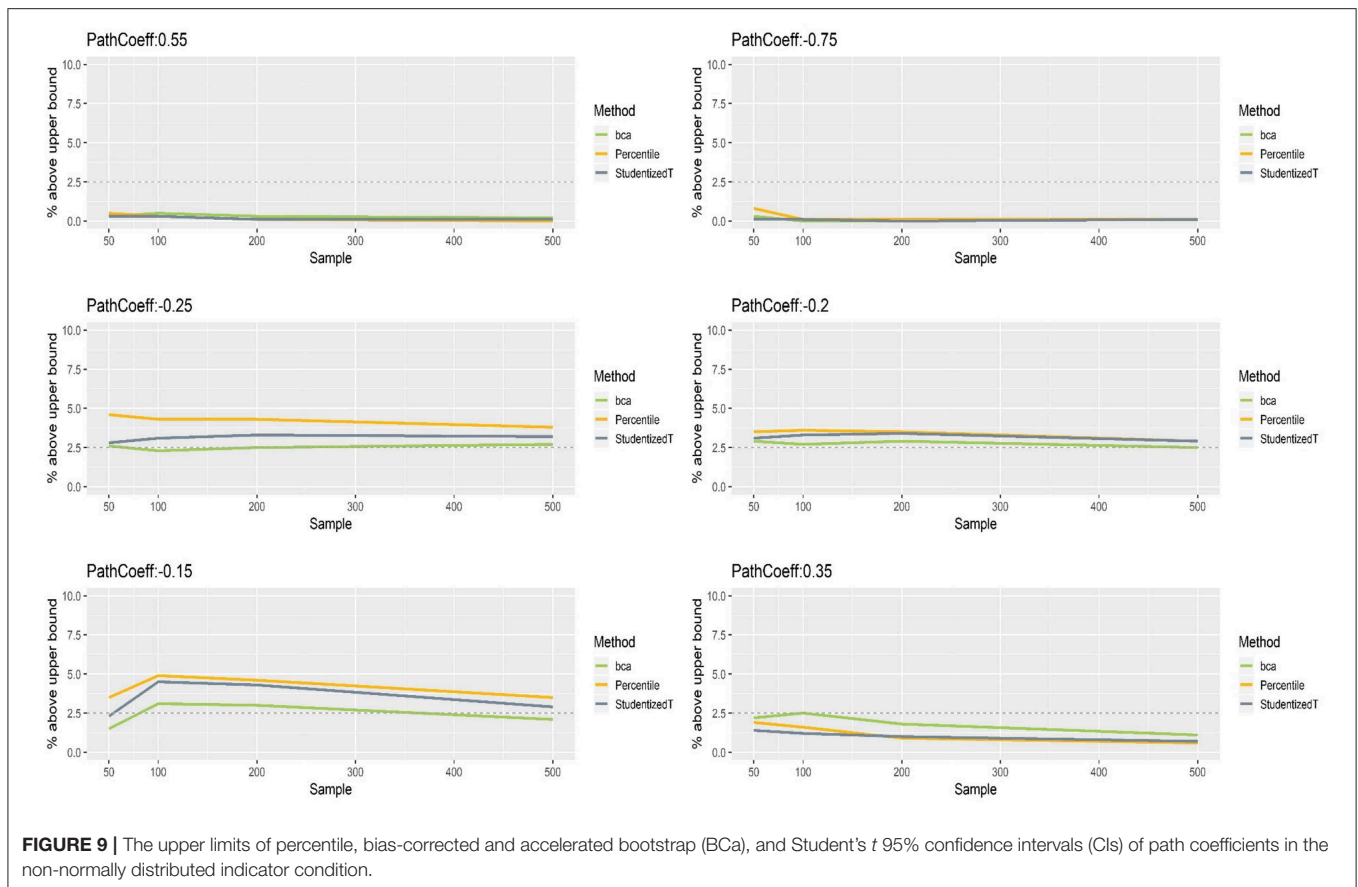 PathCoeff:0.55
% above upper bound
10.0
7.5
5.0
2.5
0.0
50 100 200 300 400 500
Sample
Method
bca
Percentile
StudentizedT
PathCoeff:-0.75
% above upper bound
10.0
7.5
5.0
2.5
0.0
50 100 200 300 400 500
Sample
Method
bca
Percentile
StudentizedT
PathCoeff:-0.25
% above upper bound
10.0
7.5
5.0
2.5
0.0
50 100 200 300 400 500
Sample
Method
bca
Percentile
StudentizedT
PathCoeff:-0.2
% above upper bound
10.0
7.5
5.0
2.5
0.0
50 100 200 300 400 500
Sample
Method
bca
Percentile
StudentizedT
PathCoeff:-0.15
% above upper bound
10.0
7.5
5.0
2.5
0.0
50 100 200 300 400 500
Sample
Method
bca
Percentile
StudentizedT
PathCoeff:0.35
% above upper bound
10.0
7.5
5.0
2.5
0.0
50 100 200 300 400 500
Sample
Method
bca
Percentile
StudentizedT
FIGURE 9 | The upper limits of percentile, bias-corrected and accelerated bootstrap (BCa), and Student's t 95% confidence intervals (CIs) of path coefficients in the
non-normally distributed indicator condition.